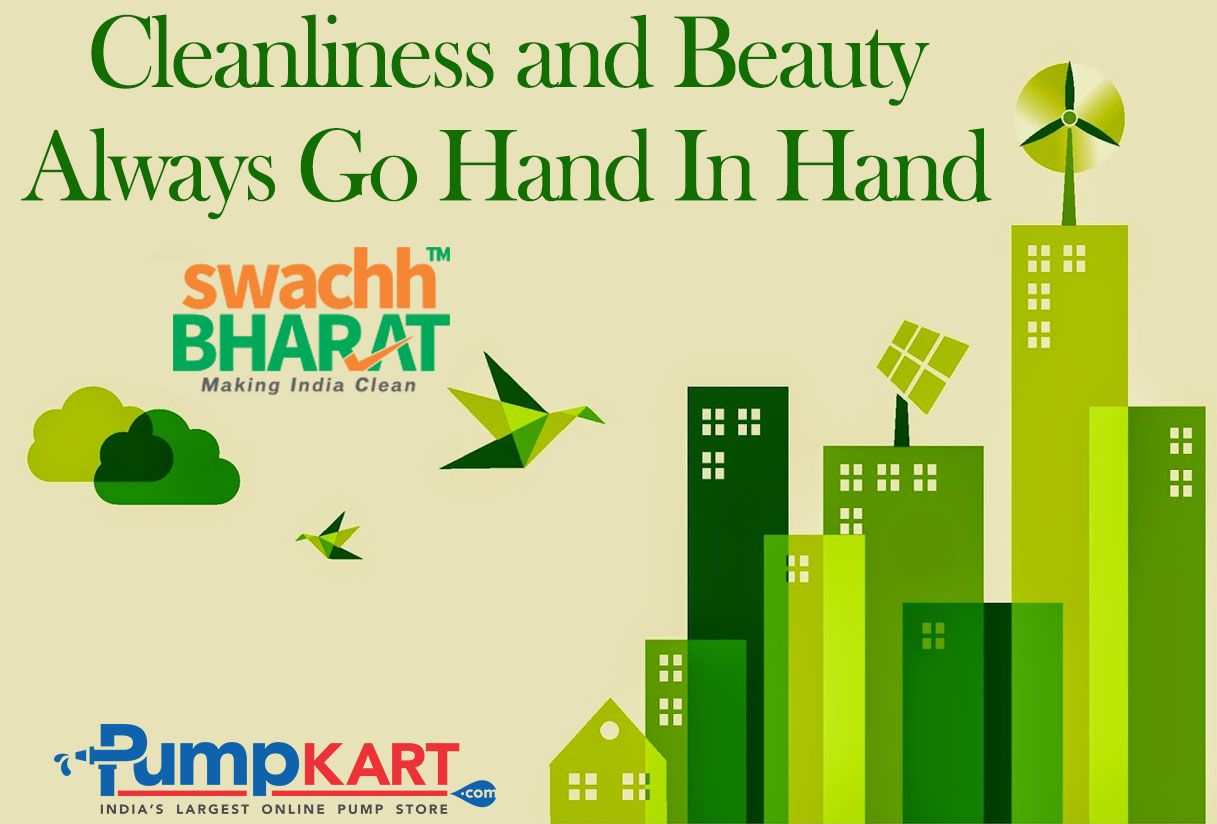 Cleanliness and Beauty
Always Go Hand In Hand
swachh™
BHARAT
Making India Clean
PumpKART
.com
INDIA'S LARGEST ONLINE PUMP STORE